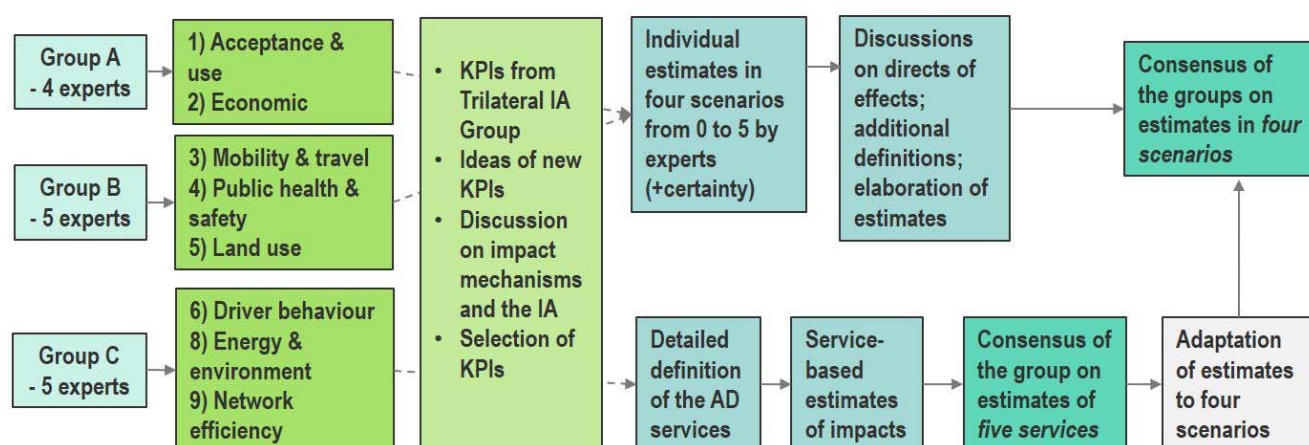 Group A
- 4 experts
1) Acceptance &
use
2) Economic
Group B
- 5 experts
3) Mobility & travel
4) Public health &
safety
5) Land use
Group C
- 5 experts
6) Driver behaviour
8) Energy &
environment
9) Network
efficiency
• KPIs from
Trilateral IA
Group
• Ideas of new
KPIs
• Discussion
on impact
mechanisms
and the IA
• Selection of
KPIs
Individual
estimates in
four scenarios
from 0 to 5 by
experts
(+certainty)
Discussions
on directs of
effects;
additional
definitions;
elaboration of
estimates
Consensus of
the groups on
estimates in four
scenarios
Detailed
definition
of the AD
services
Service-
based
estimates
of impacts
Consensus of
the group on
estimates of
five services
Adaptation
of estimates
to four
scenarios